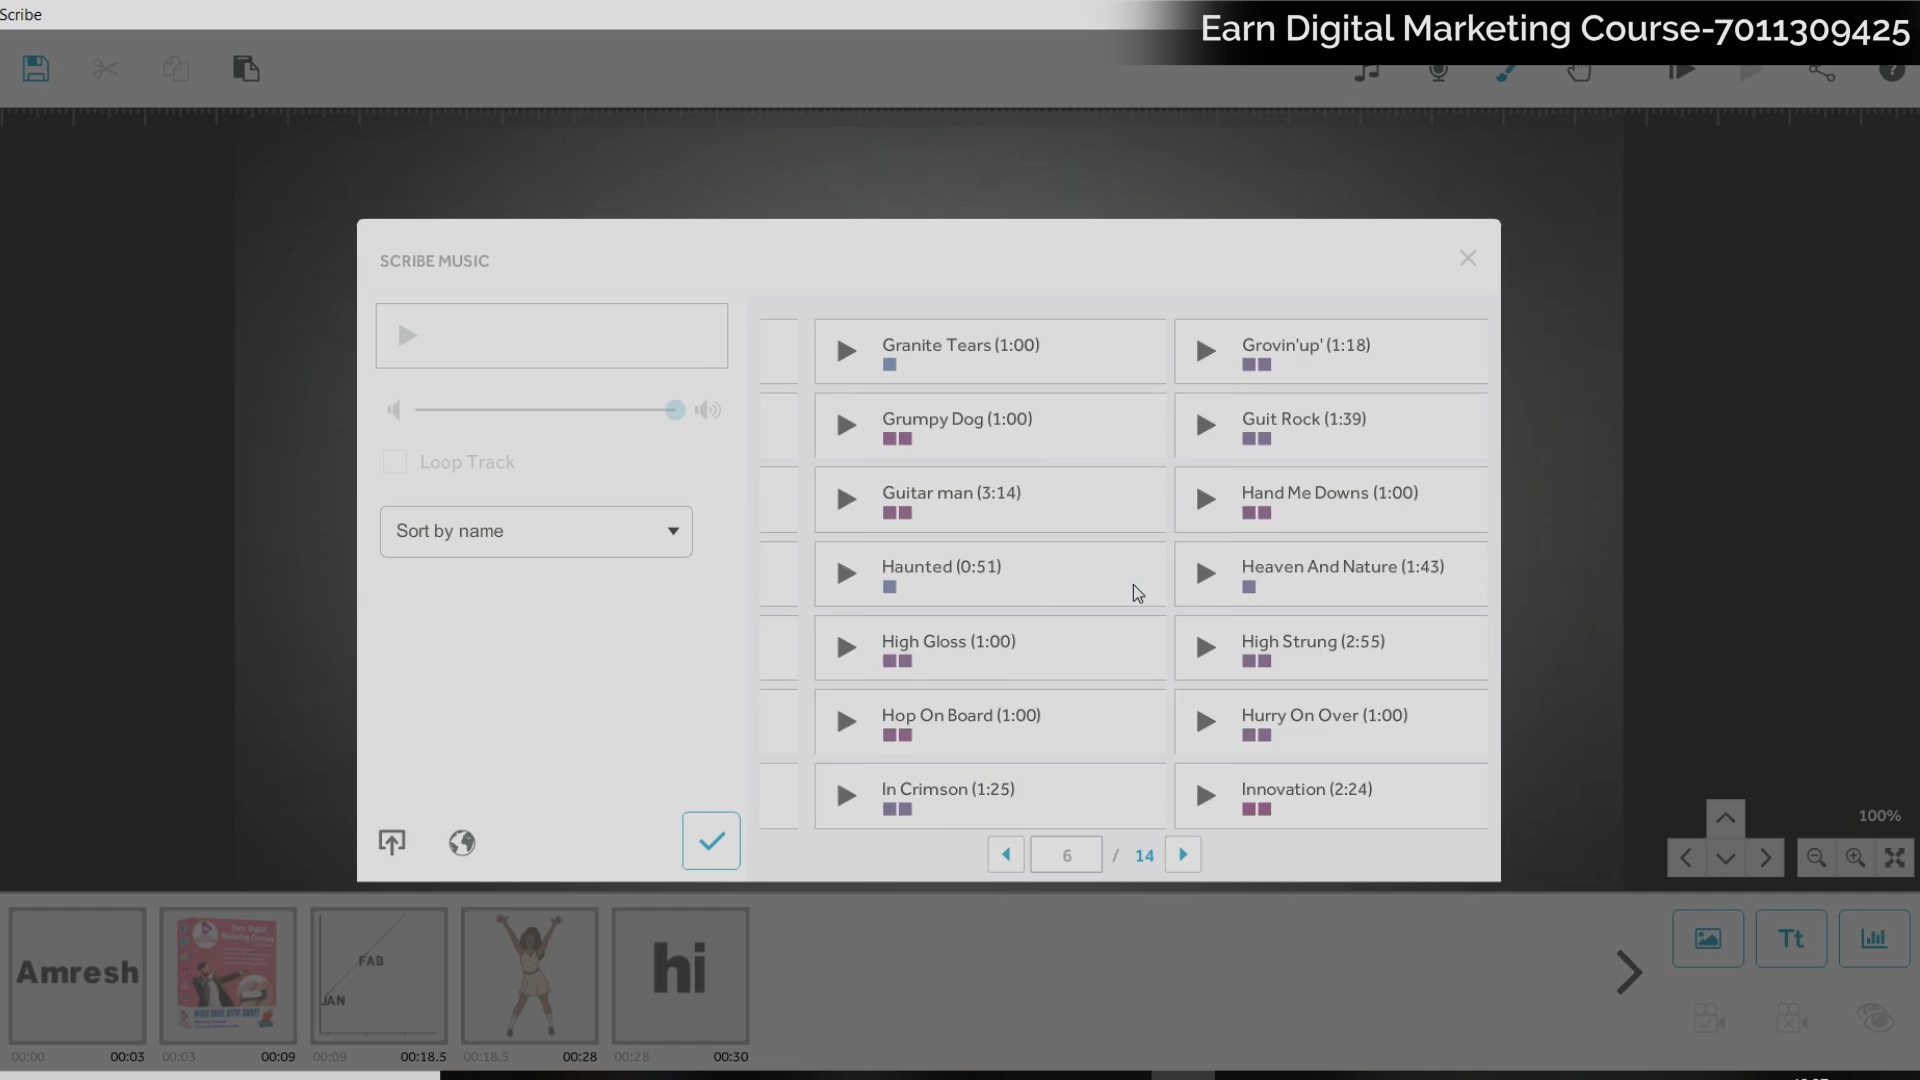 Scribe
Earn Digital Marketing Course-7011309425
SCRIBE MUSIC
Loop Track
Sort by name
Granite Tears (1:00)
Grovin'up' (1:18)
Grumpy Dog (1:00)
Guit Rock (1:39)
Guitar man (3:14)
Hand Me Downs (1:00)
Haunted (0:51)
Heaven And Nature (1:43)
High Gloss (1:00)
High Strung (2:55)
Hop On Board (1:00)
Hurry On Over (1:00)
In Crimson (1:25)
Innovation (2:24)
6 / 14
100%
Amresh
Earn Digital
Marketing Courses
FAB
JAN
hi
Tt
00:00 00:03
00:03 00:09
00:09 00:18.5
00:18.5 00:28
00:28 00:30